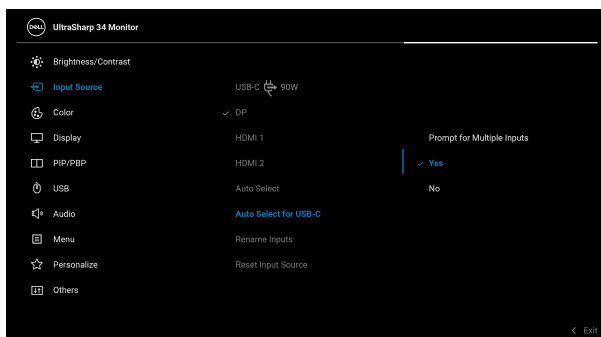 DELL UltraSharp 34 Monitor
Brightness/Contrast
Input Source
USB-C 90W
Color
DP
Display
HDMI 1
Prompt for Multiple Inputs
PIP/PBP
HDMI 2
Yes
USB
Auto Select
No
Audio
Auto Select for USB-C
Menu
Rename Inputs
Personalize
Reset Input Source
Others
Exit